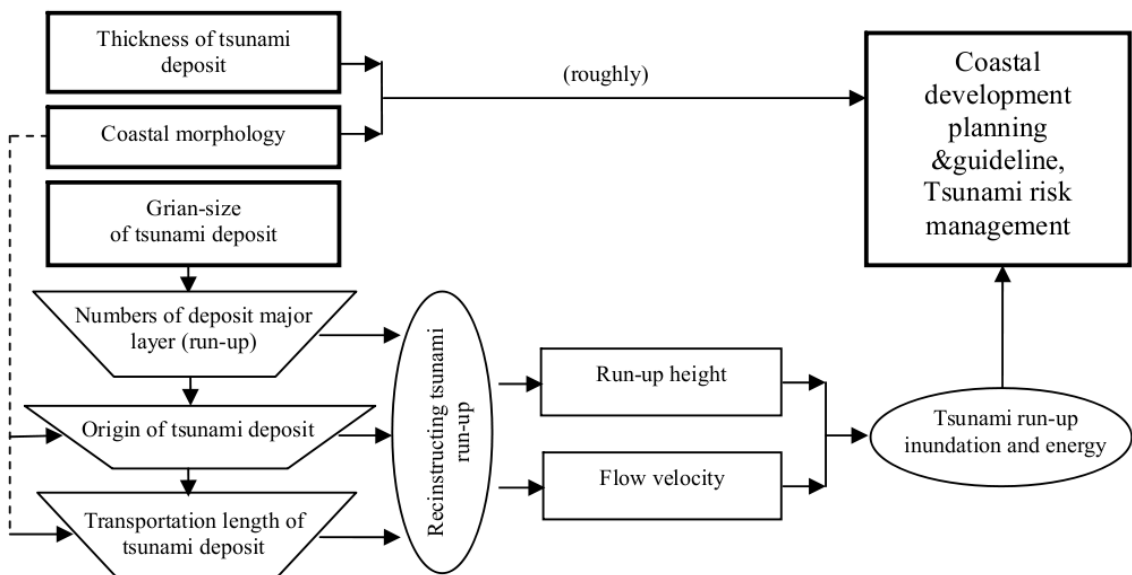 Thickness of tsunami
deposit
Coastal morphology
Grian-size
of tsunami deposit
Numbers of deposit major
layer (run-up)
Origin of tsunami deposit
Transportation length of
tsunami deposit
Recinstructing tsunami
run-up
(roughly)
Run-up height
Flow velocity
Coastal
development
planning
&guideline,
Tsunami risk
management
Tsunami run-up
inundation and energy